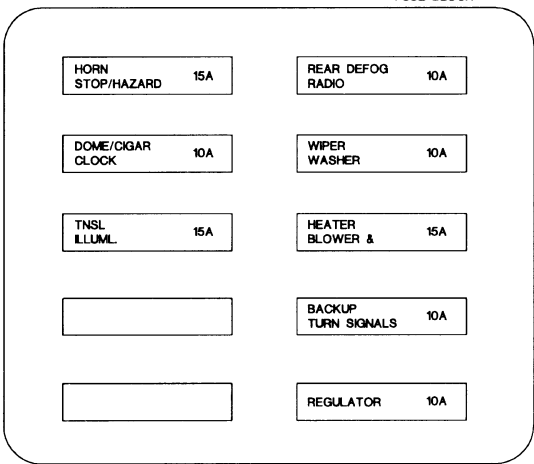 HORN
STOP/HAZARD 15A
REAR DEFOG
RADIO 10A
DOME/CIGAR
CLOCK 10A
WIPER
WASHER 10A
TNSL
ILLUML. 15A
HEATER
BLOWER & 15A
BACKUP
TURN SIGNALS 10A
REGULATOR 10A